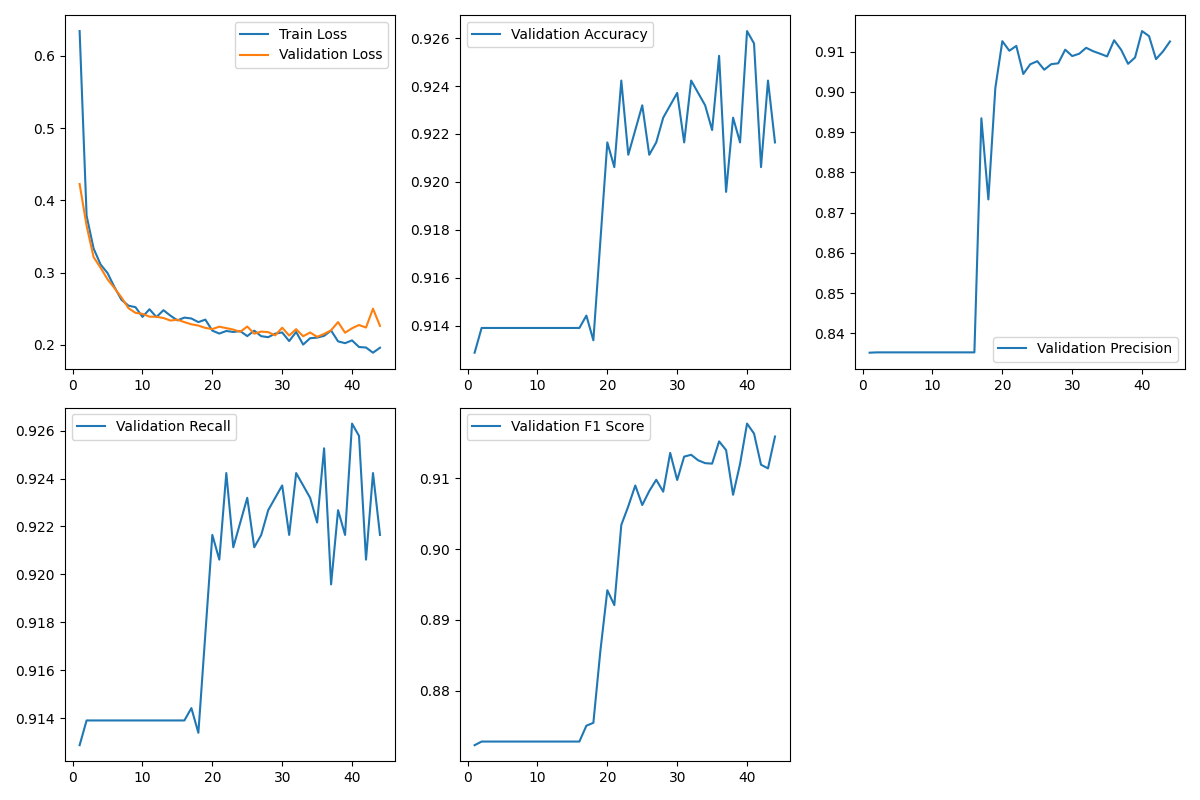 Train Loss
Validation Loss
0.6
0.5
0.4
0.3
0.2
0 10 20 30 40
Validation Accuracy
0.926
0.924
0.922
0.920
0.918
0.916
0.914
0 10 20 30 40
Validation Precision
0.91
0.90
0.89
0.88
0.87
0.86
0.85
0.84
0 10 20 30 40
Validation Recall
0.926
0.924
0.922
0.920
0.918
0.916
0.914
0 10 20 30 40
Validation F1 Score
0.91
0.90
0.89
0.88
0 10 20 30 40